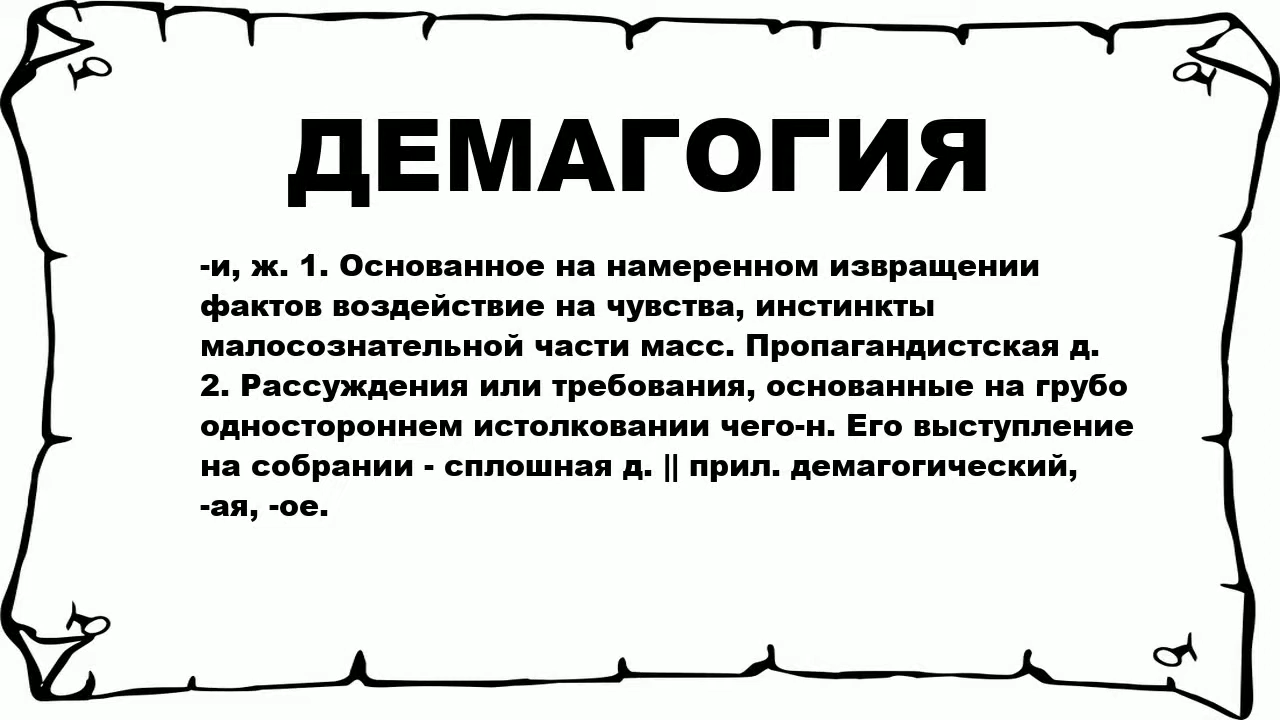 ДЕМАГОГИЯ
-и, ж. 1. Основанное на намеренном извращении
фактов воздействие на чувства, инстинкты
малосознательной части масс. Пропагандистская д.
2. Рассуждения или требования, основанные на грубо
одностороннем истолковании чего-н. Его выступление
на собрании - сплошная д. || прил. демагогический,
-ая, -ое.